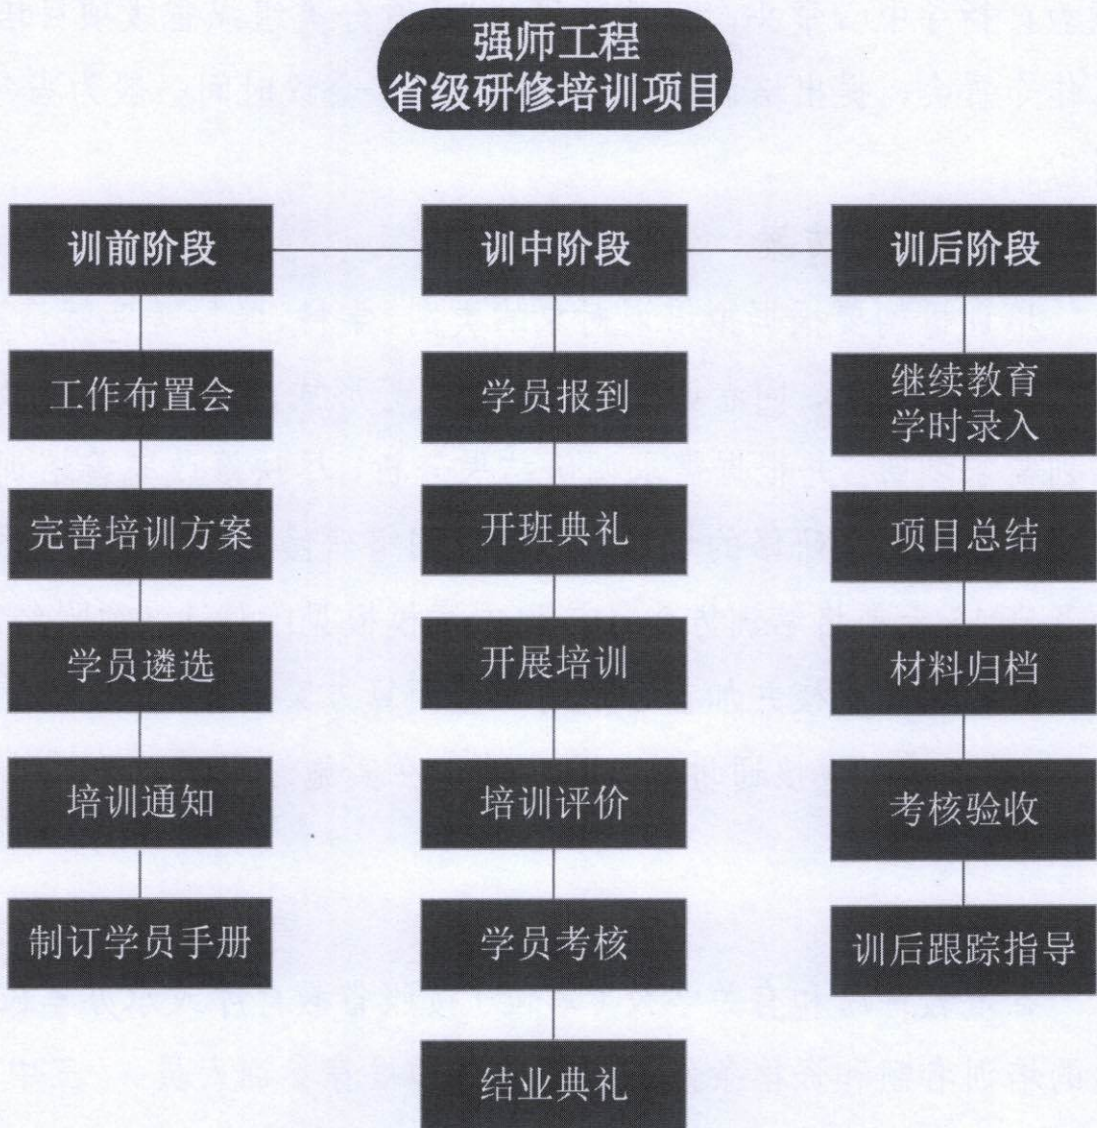 强师工程
省级研修培训项目
训前阶段
训中阶段
训后阶段
工作布置会
完善培训方案
学员遴选
培训通知
制订学员手册
学员报到
开班典礼
开展培训
培训评价
学员考核
结业典礼
继续教育
学时录入
项目总结
材料归档
考核验收
训后跟踪指导